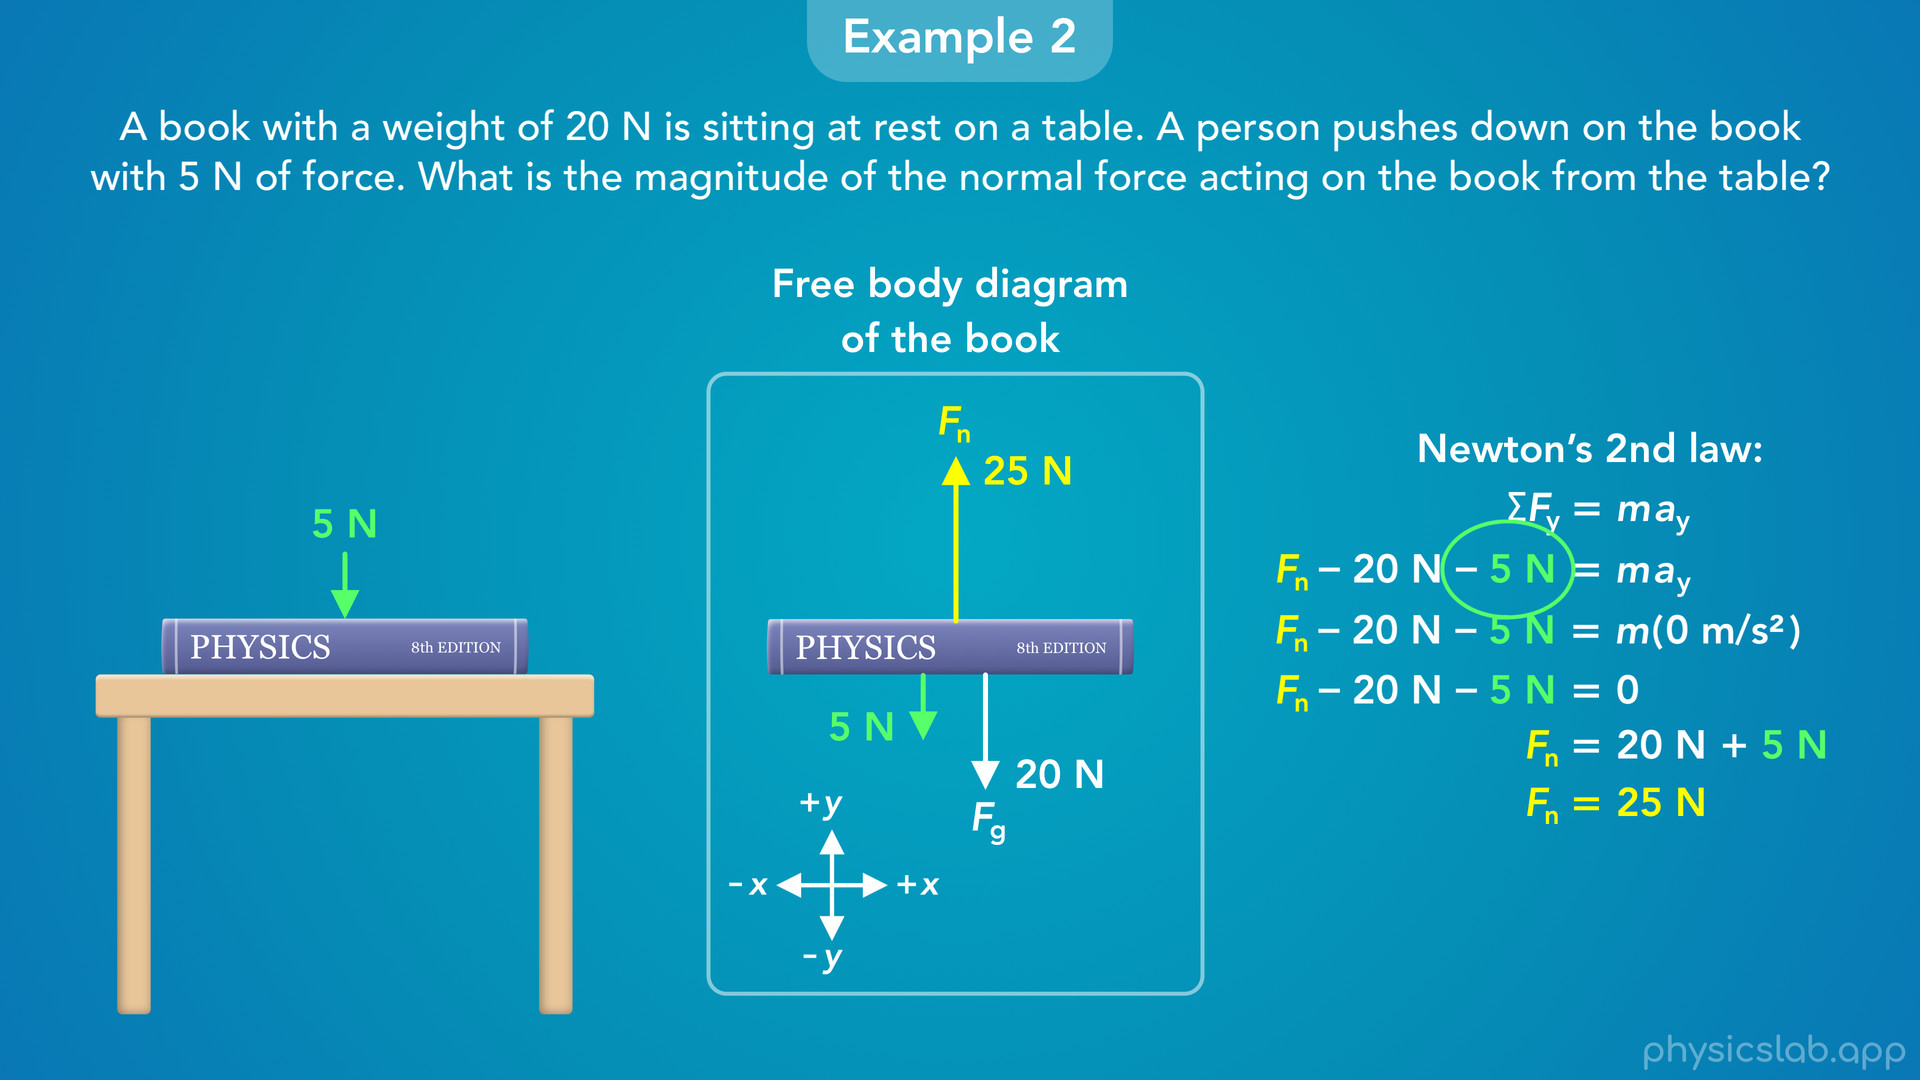 Example 2
A book with a weight of 20 N is sitting at rest on a table. A person pushes down on the book
with 5 N of force. What is the magnitude of the normal force acting on the book from the table?
5 N
PHYSICS 8th EDITION
Free body diagram
of the book
Fn
25 N
PHYSICS 8th EDITION
5 N
20 N
Fg
+y
-x +x
-y
Newton’s 2nd law:
ΣFy = may
Fn – 20 N – 5 N = may
Fn – 20 N – 5 N = m(0 m/s²)
Fn – 20 N – 5 N = 0
Fn = 20 N + 5 N
Fn = 25 N
physicslab.app